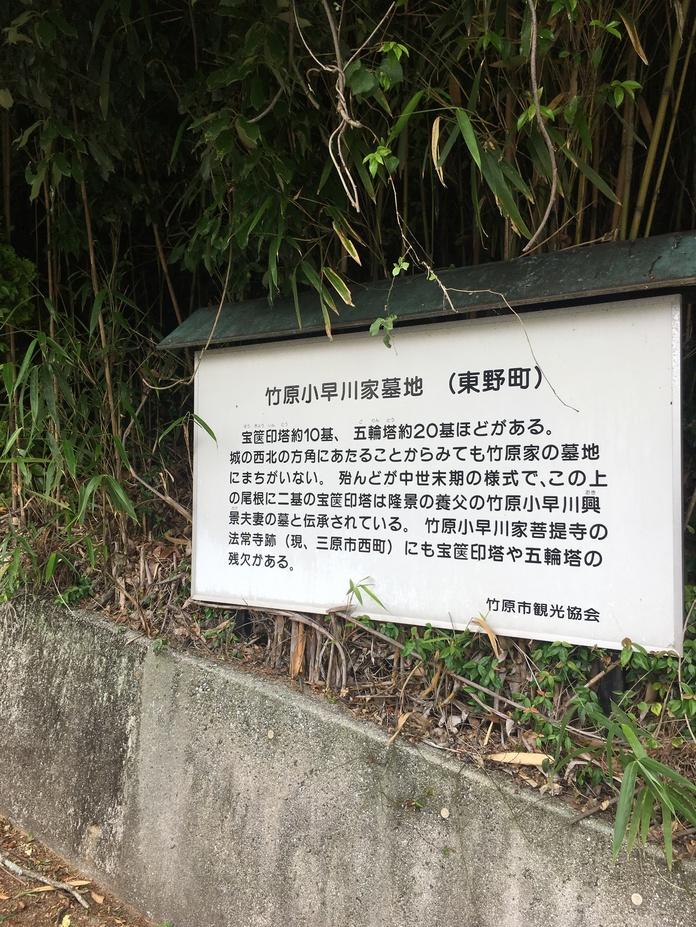 竹原小早川家墓地 （東野町）
宝篋印塔約10基、五輪塔約20基ほどがある。
城の西北の方角にあたることからみても竹原家の墓地
にまちがいない。殆んどが中世末期の様式で、この上
の尾根に二基の宝篋印塔は隆景の養父の竹原小早川興
景夫妻の墓と伝承されている。竹原小早川家菩提寺の
法常寺跡（現、三原市西町）にも宝篋印塔や五輪塔の
残欠がある。
竹原市観光協会